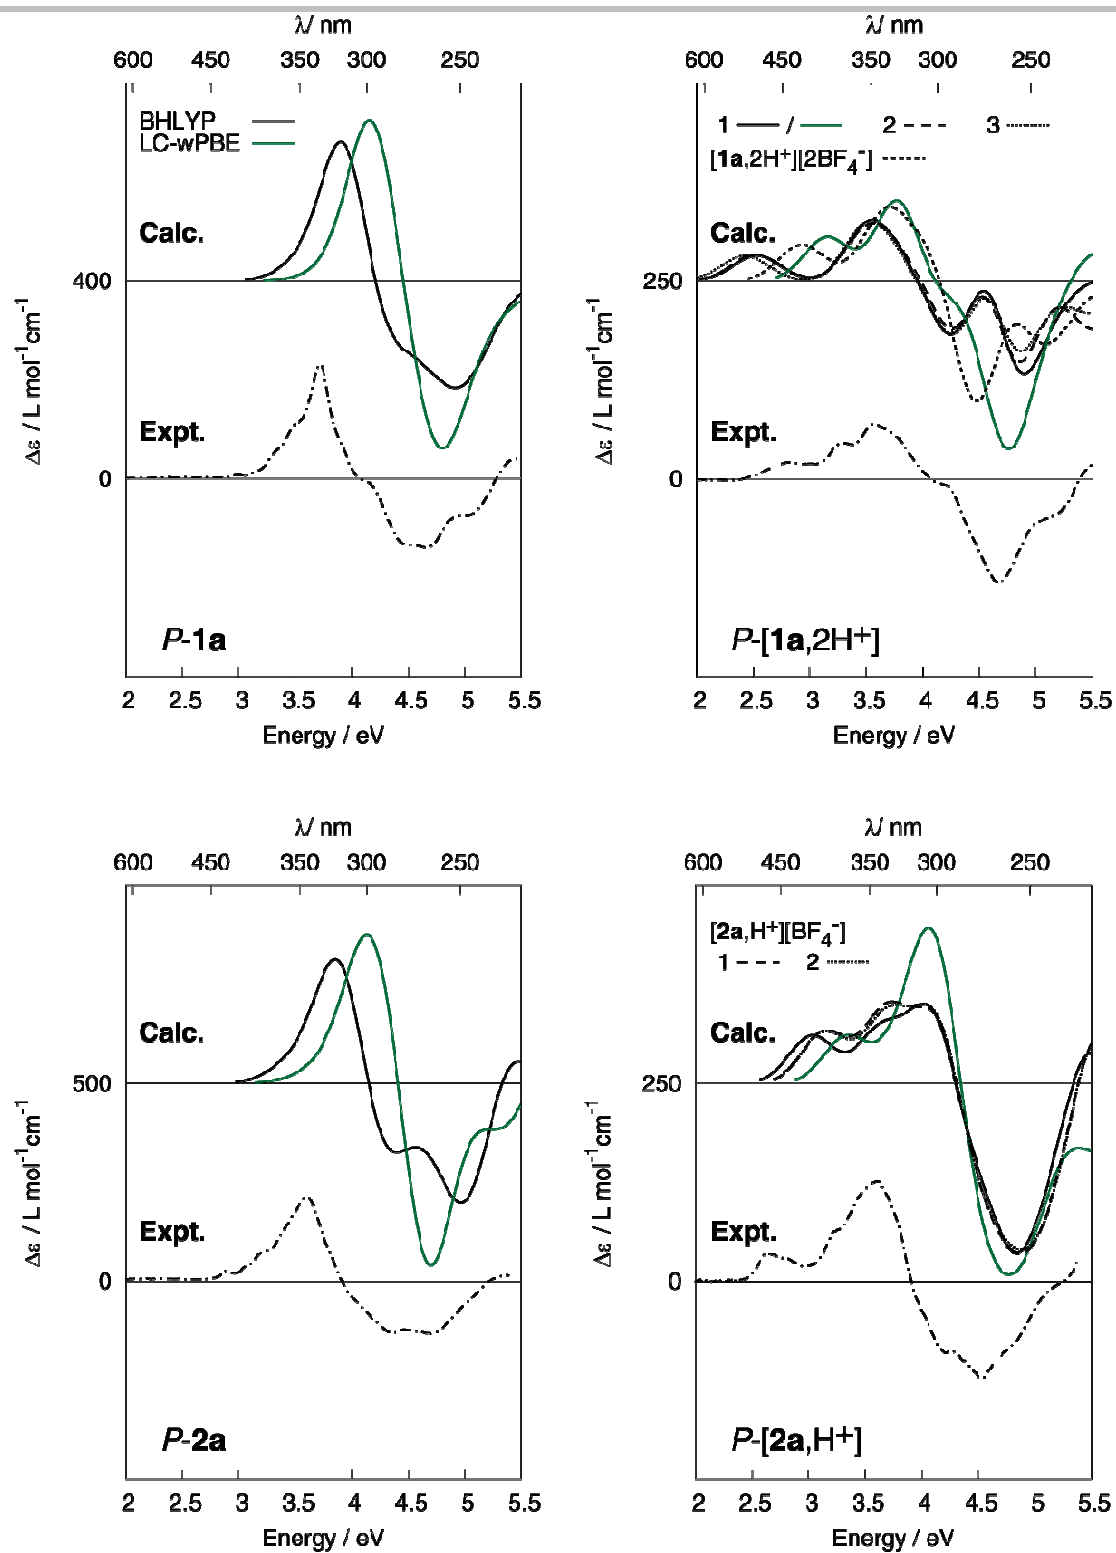 λ/ nm
600 450 350 300 250
BHLYP
LC-wPBE
Calc.
400
Δε / L mol⁻¹cm⁻¹
Expt.
0
P-1a
2 2.5 3 3.5 4 4.5 5 5.5
Energy / eV
λ/ nm
600 450 350 300 250
1 / 2 3
[1a,2H⁺][2BF₄⁻]
Calc.
250
Δε / L mol⁻¹cm⁻¹
Expt.
0
P-[1a,2H⁺]
2 2.5 3 3.5 4 4.5 5 5.5
Energy / eV
λ/ nm
600 450 350 300 250
Calc.
500
Δε / L mol⁻¹cm⁻¹
Expt.
0
P-2a
2 2.5 3 3.5 4 4.5 5 5.5
Energy / eV
λ/ nm
600 450 350 300 250
[2a,H⁺][BF₄⁻]
1 2
Calc.
250
Δε / L mol⁻¹cm⁻¹
Expt.
0
P-[2a,H⁺]
2 2.5 3 3.5 4 4.5 5 5.5
Energy / eV